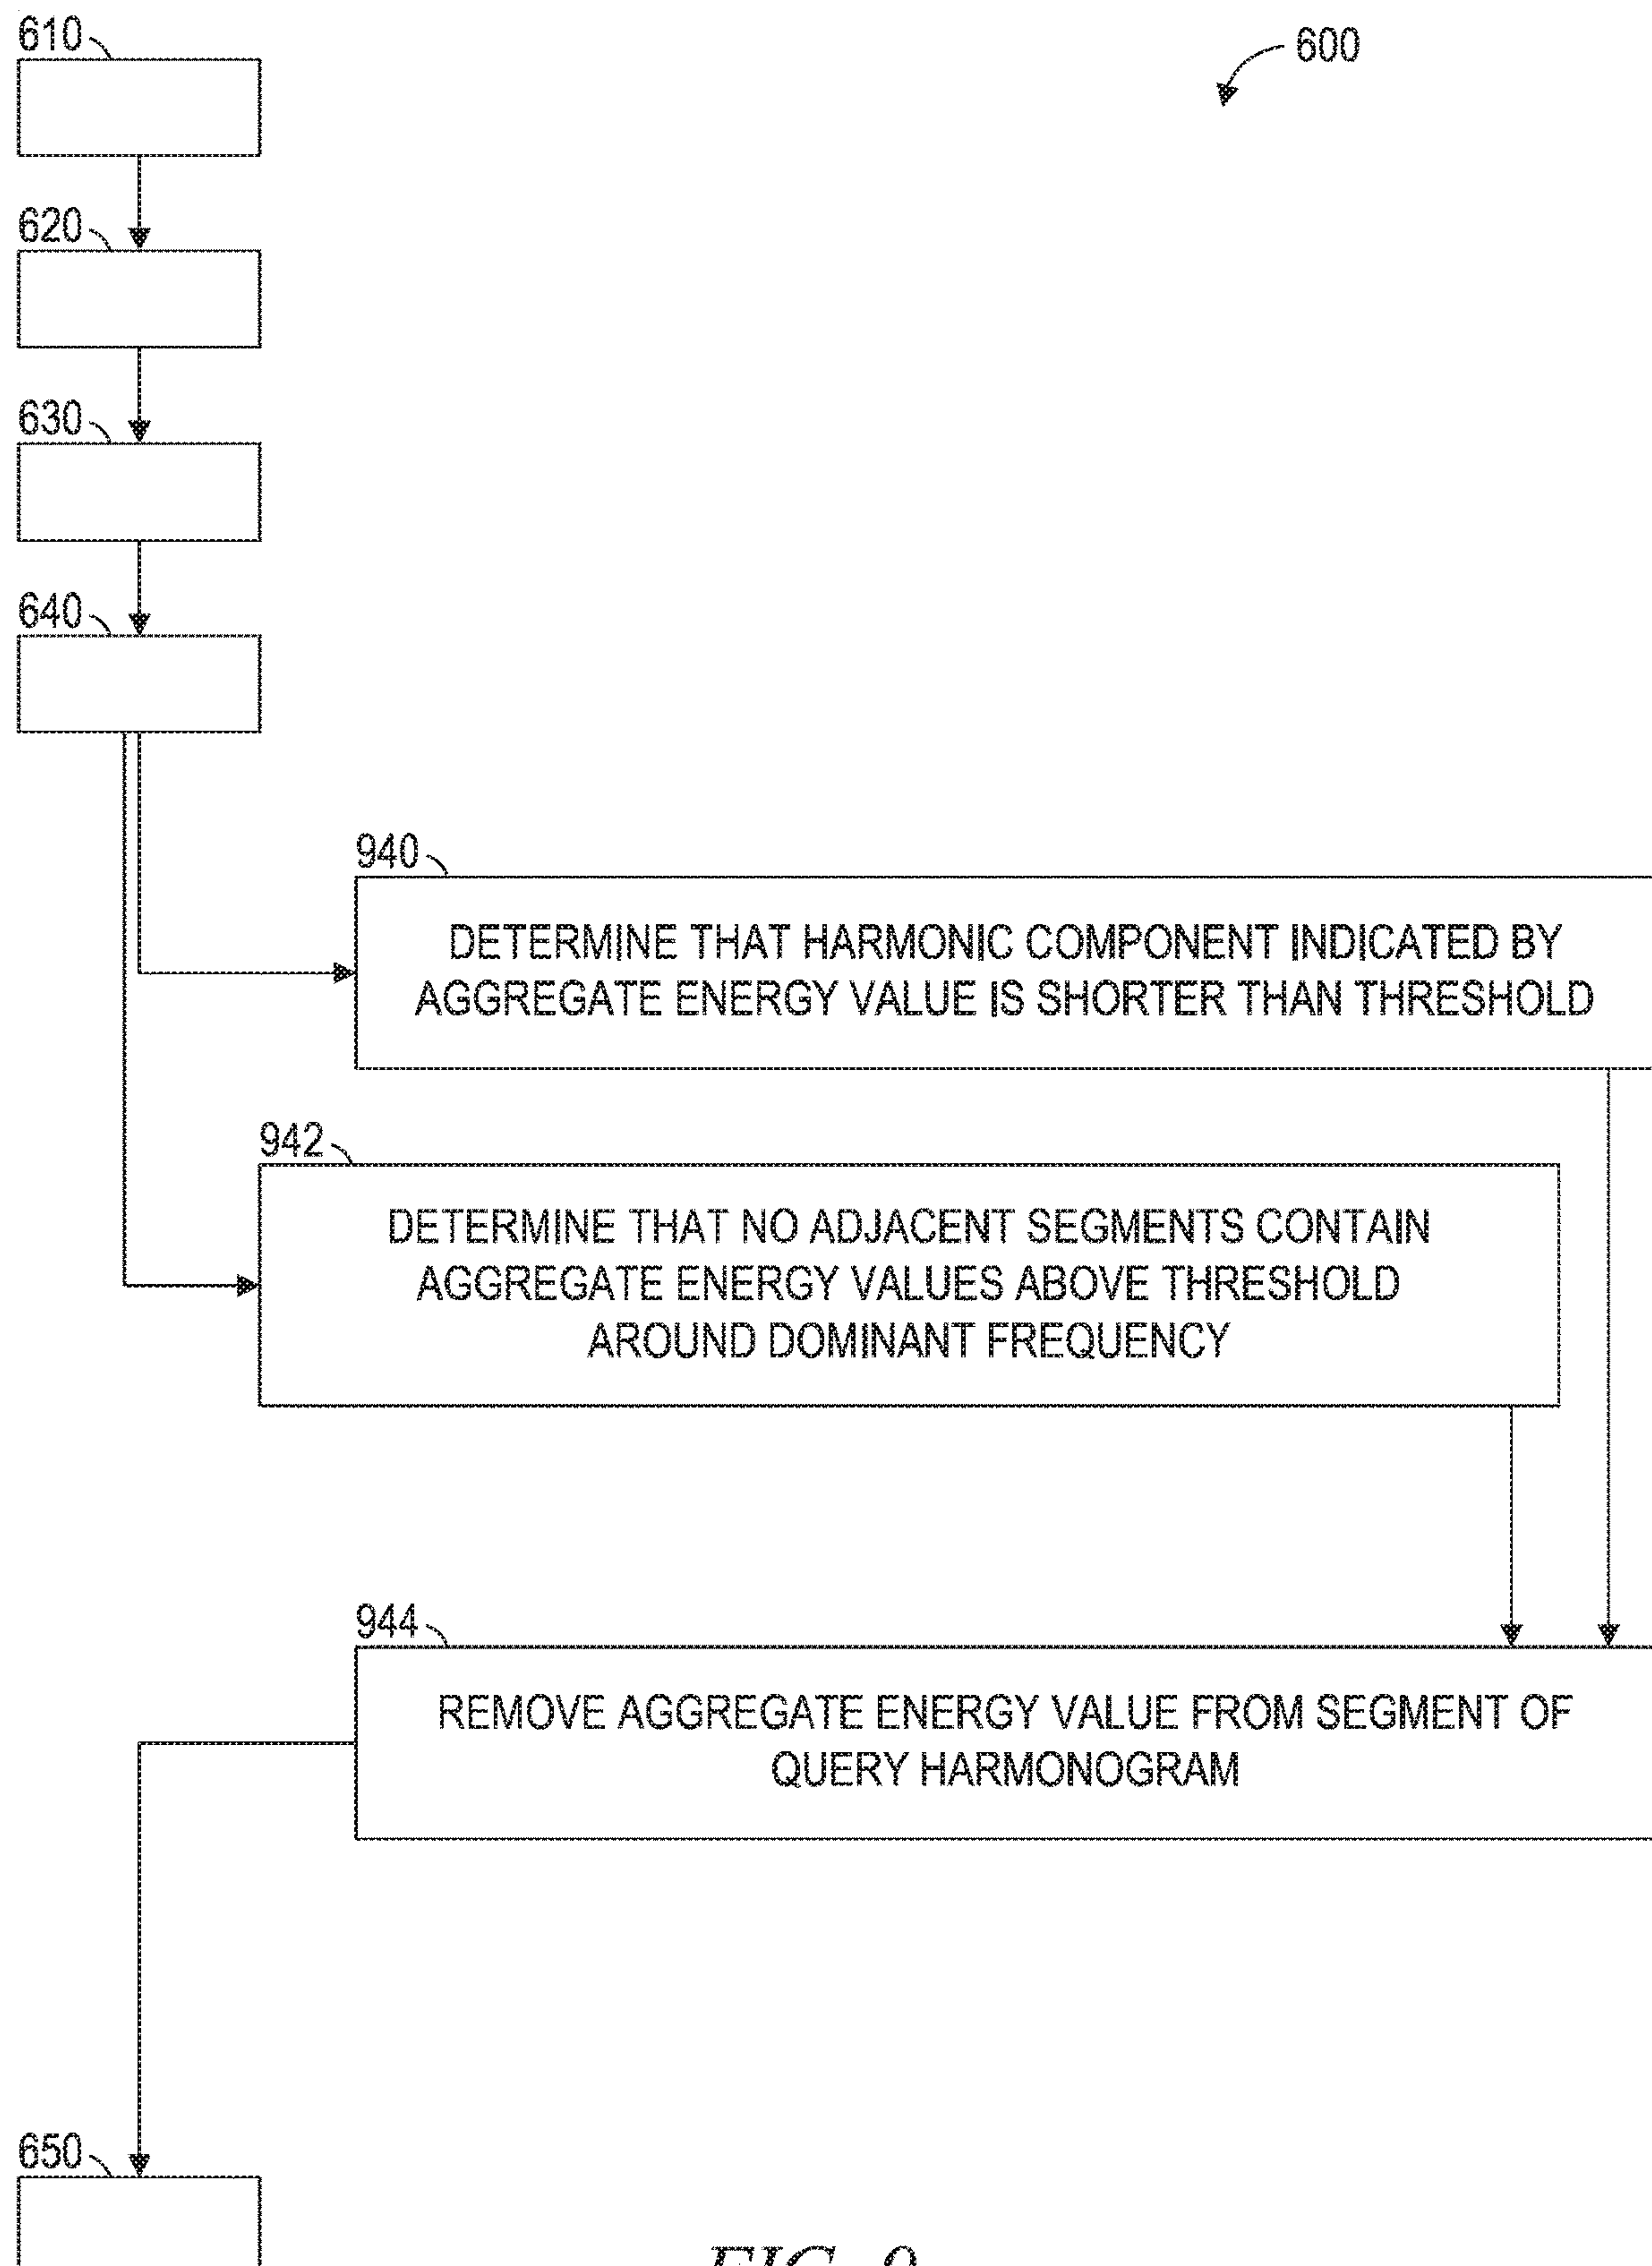 610
600
620
630
640
940
DETERMINE THAT HARMONIC COMPONENT INDICATED BY
AGGREGATE ENERGY VALUE IS SHORTER THAN THRESHOLD
942
DETERMINE THAT NO ADJACENT SEGMENTS CONTAIN
AGGREGATE ENERGY VALUES ABOVE THRESHOLD
AROUND DOMINANT FREQUENCY
944
REMOVE AGGREGATE ENERGY VALUE FROM SEGMENT OF
QUERY HARMONOGRAM
650
FIG. 9